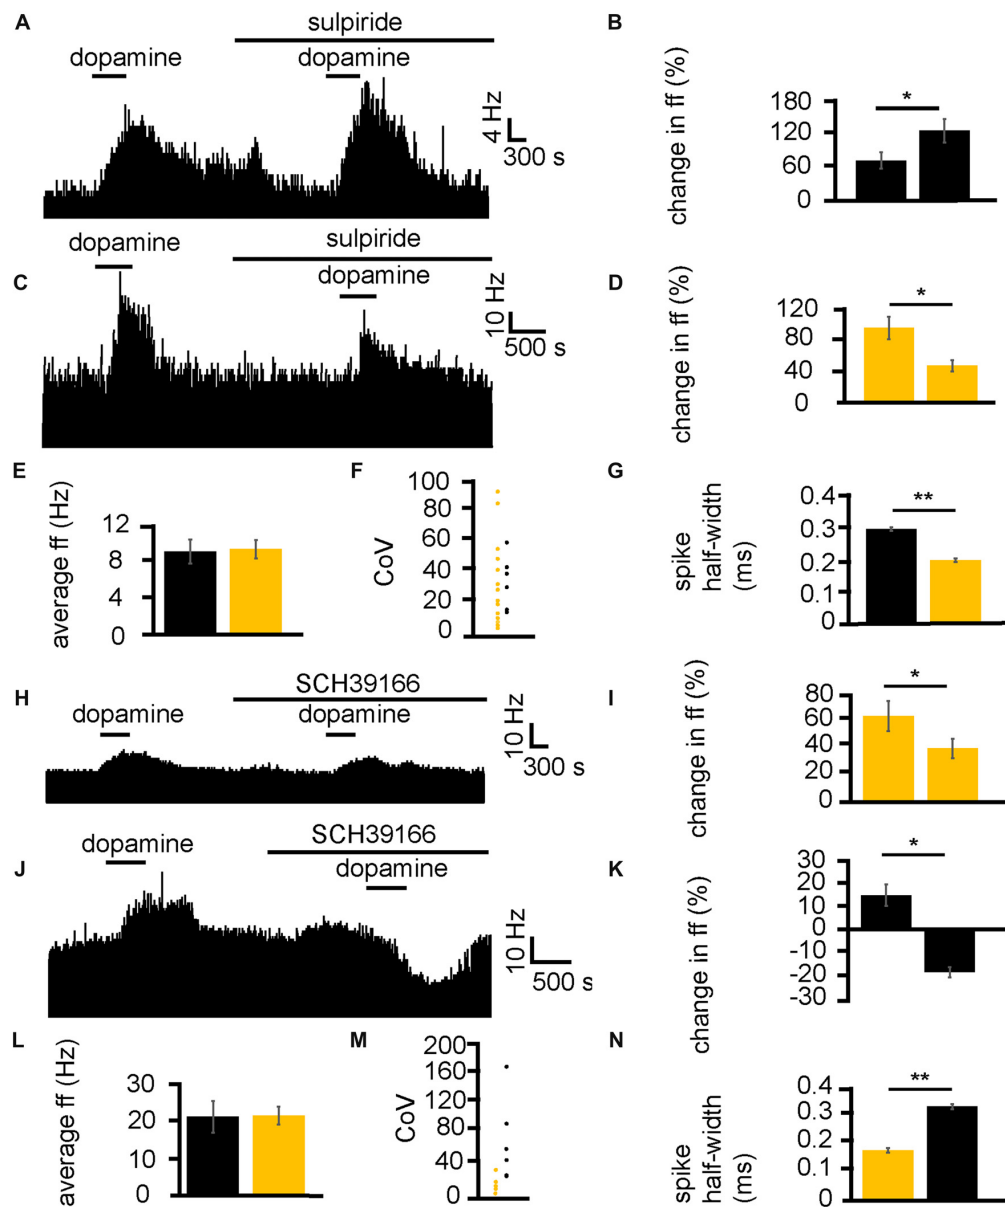 A
sulpiride
dopamine
dopamine
4 Hz
300 s
B
change in ff (%)
180
120
60
0
*
C
dopamine
sulpiride
dopamine
10 Hz
500 s
D
change in ff (%)
120
80
40
0
*
E
average ff (Hz)
12
8
4
0
F
CoV
100
80
60
40
20
0
G
spike
half-width
(ms)
0.4
0.3
0.2
0.1
0
**
H
SCH39166
dopamine
dopamine
10 Hz
300 s
I
change in ff (%)
80
60
40
20
0
*
J
SCH39166
dopamine
dopamine
10 Hz
500 s
K
change in ff (%)
30
20
10
0
-10
-20
-30
*
L
average ff (Hz)
30
20
10
0
M
CoV
200
160
120
80
40
0
N
spike
half-width
(ms)
0.4
0.3
0.2
0.1
0
**